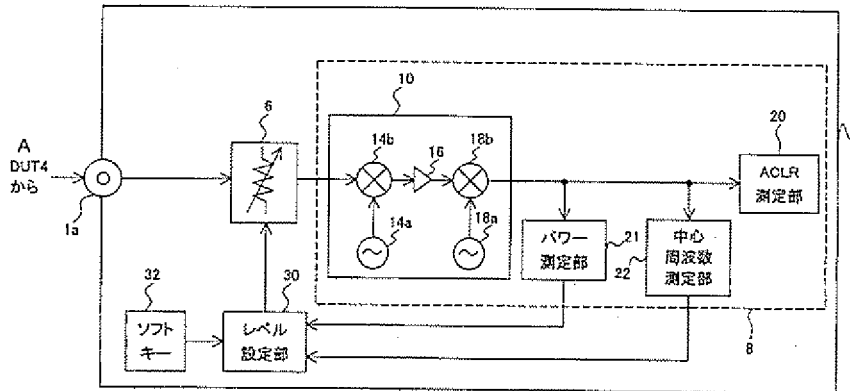 10
6
14b
16
18b
20
A
DUT4
から
ACLR
測定部
1a
14a
18a
パワー
測定部
21
中心
周波数
測定部
22
32
30
ソフト
キー
レベル
設定部
8